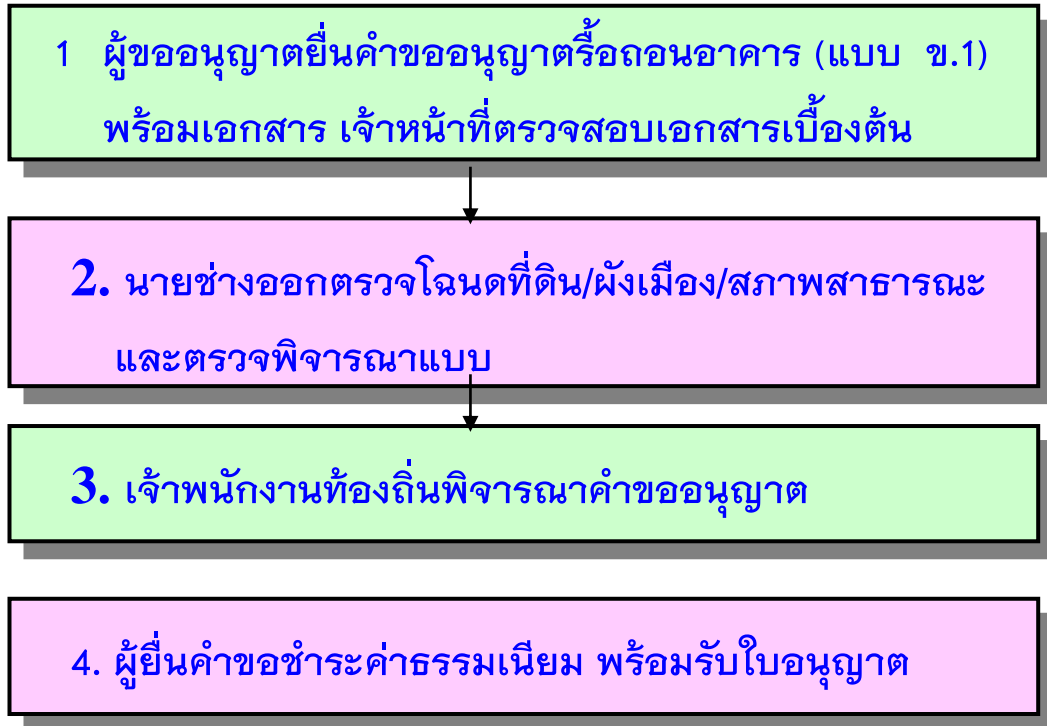 1 ผู้ขออนุญาตยื่นคำขออนุญาตรื้อถอนอาคาร (แบบ ข.1)
พร้อมเอกสาร เจ้าหน้าที่ตรวจสอบเอกสารเบื้องต้น
2. นายช่างออกตรวจโฉนดที่ดิน/ผังเมือง/สภาพสาธารณะ
และตรวจพิจารณาแบบ
3. เจ้าพนักงานท้องถิ่นพิจารณาคำขออนุญาต
4. ผู้ยื่นคำขอชำระค่าธรรมเนียม พร้อมรับใบอนุญาต